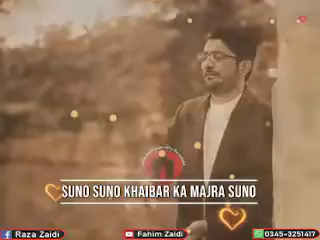 SUNO SUNO KHAIBAR KA MAJRA SUNO
Raza Zaidi
Fahim Zaidi
0345-3251417